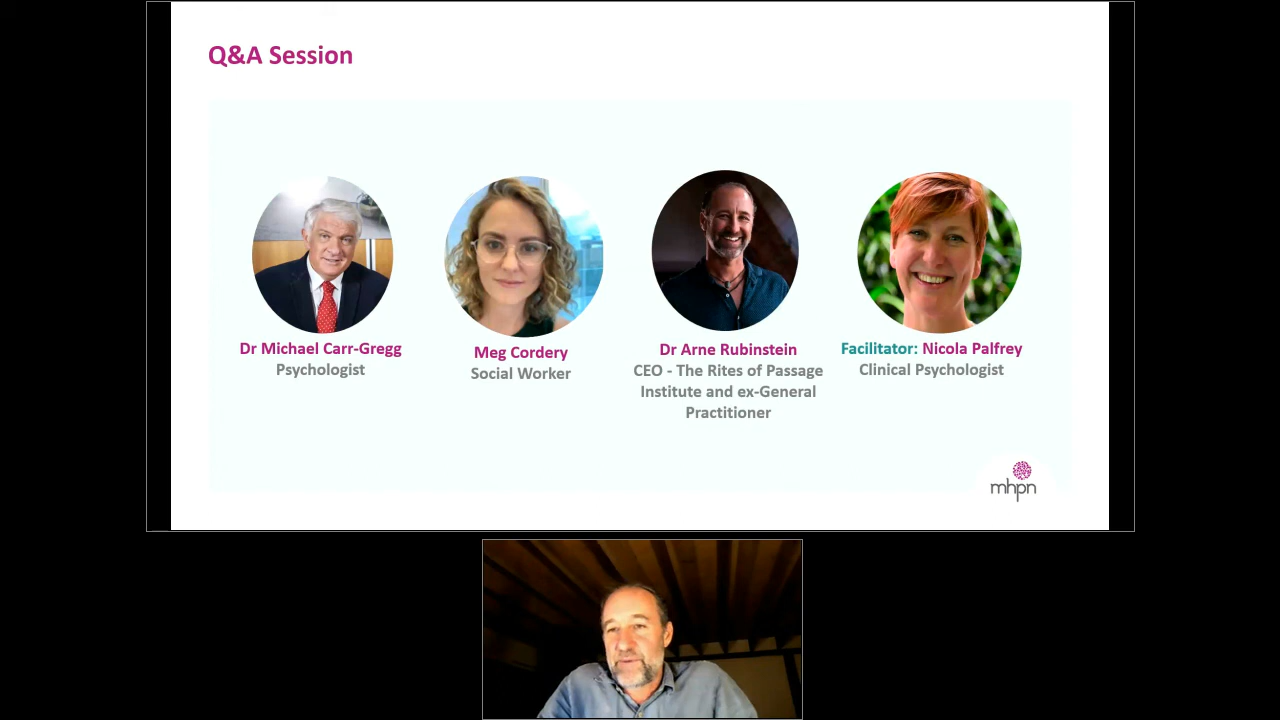 Q&A Session
Dr Michael Carr-Gregg
Psychologist
Meg Cordery
Social Worker
Dr Arne Rubinstein
CEO - The Rites of Passage
Institute and ex-General
Practitioner
Facilitator: Nicola Palfrey
Clinical Psychologist
mhpn